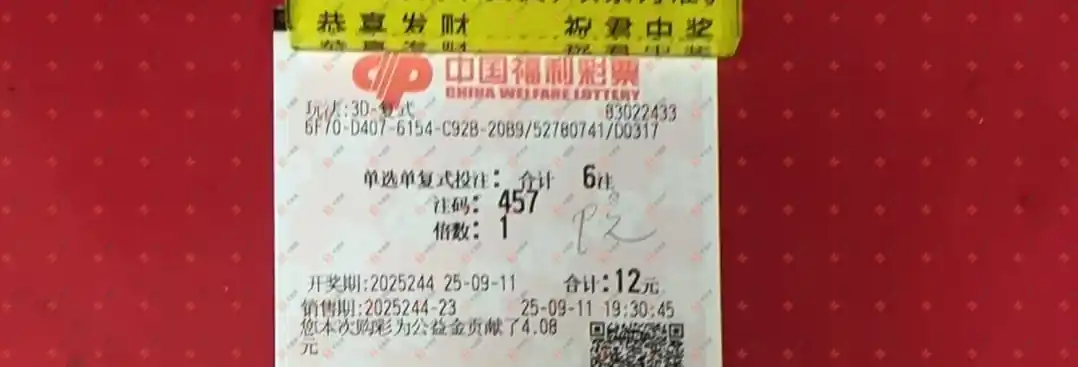 恭喜发财 祝君中奖
中国福利彩票
CHINA WELFARE LOTTERY
玩法:3D-复式 83022433
6F70-D407-6154-C92B-20B9/52780741/D0317
单选单复式投注: 合计 6注
注码: 457
倍数: 1
开奖期:2025244 25-09-11 合计:12元
销售期:2025244-23 25-09-11 19:30:45
您本次购彩为公益金贡献了4.08
元